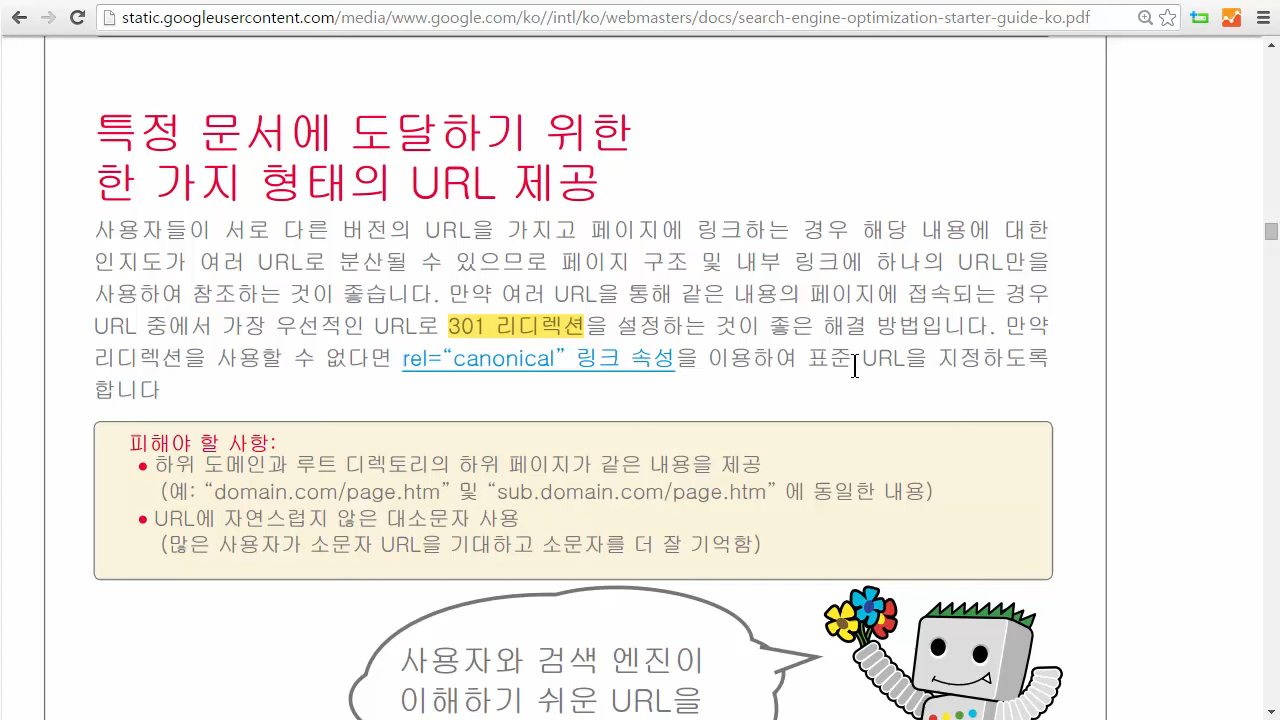 static.googleusercontent.com/media/www.google.com/ko//intl/ko/webmasters/docs/search-engine-optimization-starter-guide-ko.pdf
특정 문서에 도달하기 위한
한 가지 형태의 URL 제공
사용자들이 서로 다른 버전의 URL을 가지고 페이지에 링크하는 경우 해당 내용에 대한
인지도가 여러 URL로 분산될 수 있으므로 페이지 구조 및 내부 링크에 하나의 URL만을
사용하여 참조하는 것이 좋습니다. 만약 여러 URL을 통해 같은 내용의 페이지에 접속되는 경우
URL 중에서 가장 우선적인 URL로 301 리디렉션을 설정하는 것이 좋은 해결 방법입니다. 만약
리디렉션을 사용할 수 없다면 rel=“canonical” 링크 속성을 이용하여 표준 URL을 지정하도록
합니다
피해야 할 사항:
● 하위 도메인과 루트 디렉토리의 하위 페이지가 같은 내용을 제공
(예: “domain.com/page.htm” 및 “sub.domain.com/page.htm” 에 동일한 내용)
● URL에 자연스럽지 않은 대소문자 사용
(많은 사용자가 소문자 URL을 기대하고 소문자를 더 잘 기억함)
사용자와 검색 엔진이
이해하기 쉬운 URL을